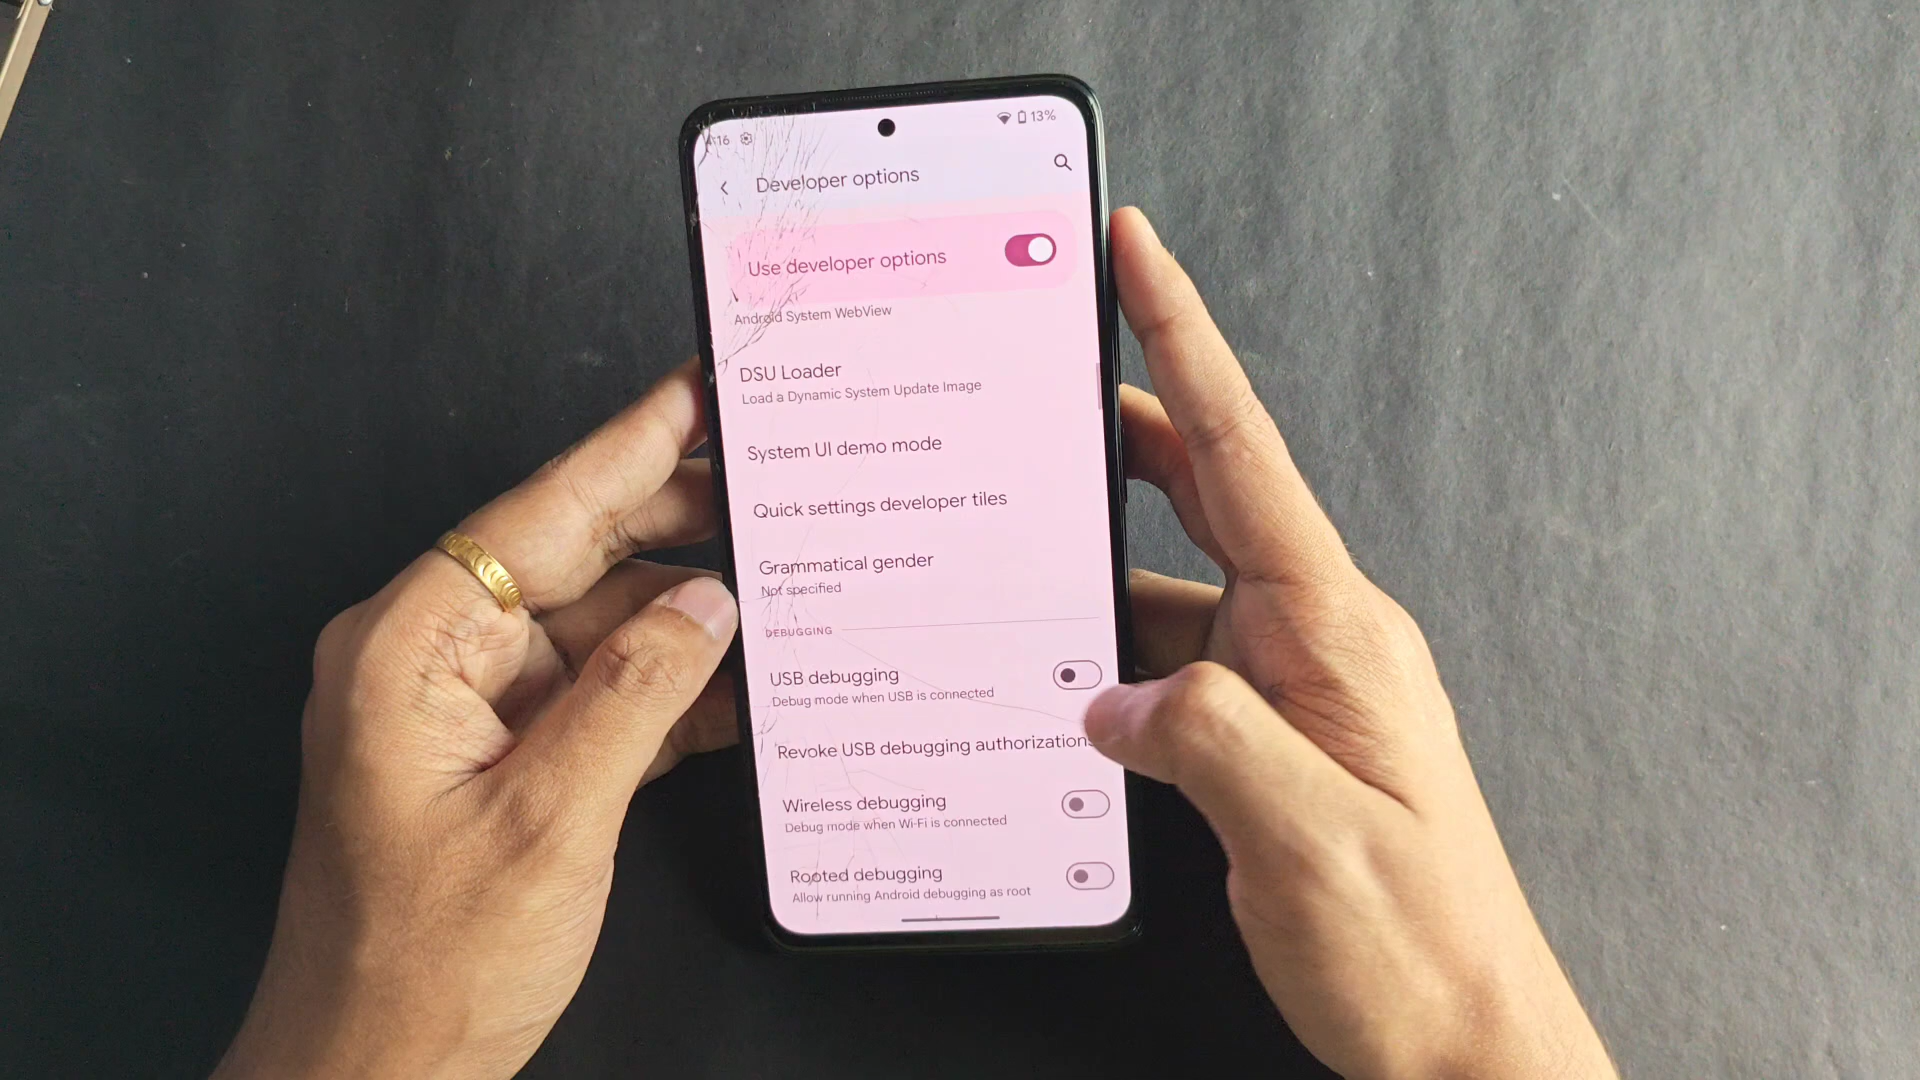 4:16 13%
Developer options
Use developer options
Android System WebView
DSU Loader
Load a Dynamic System Update Image
System UI demo mode
Quick settings developer tiles
Grammatical gender
Not specified
DEBUGGING
USB debugging
Debug mode when USB is connected
Revoke USB debugging authorizations
Wireless debugging
Debug mode when Wi-Fi is connected
Rooted debugging
Allow running Android debugging as root